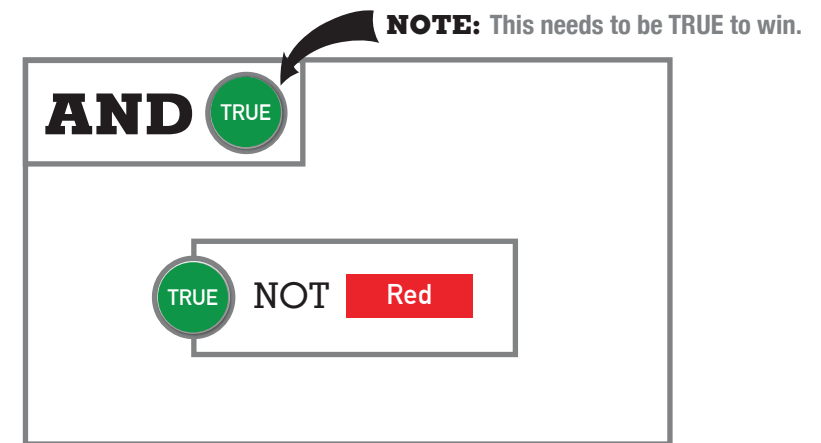 NOTE: This needs to be TRUE to win.
AND TRUE
TRUE NOT Red